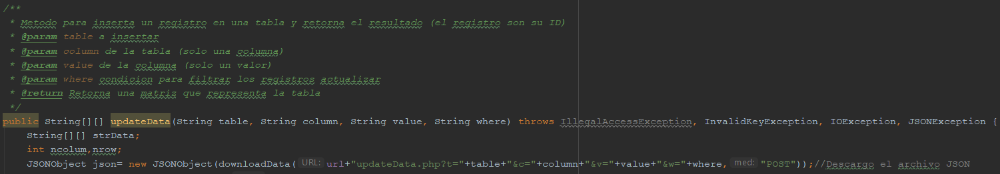 /**
 * Metodo para inserta un registro en una tabla y retorna el resultado (el registro son su ID)
 * @param table a insertar
 * @param column de la tabla (solo una columna)
 * @param value de la columna (solo un valor)
 * @param where condicion para filtrar los registros actualizar
 * @return Retorna una matriz que representa la tabla
 */
public String[][] updateData(String table, String column, String value, String where) throws IllegalAccessException, InvalidKeyException, IOException, JSONException {
    String[][] strData;
    int ncolum,nrow;
    JSONObject json= new JSONObject(downloadData( URL: url+"updateData.php?t="+table+"&c="+column+"&v="+value+"&w="+where, med: "POST"));//Descargo el archivo JSON